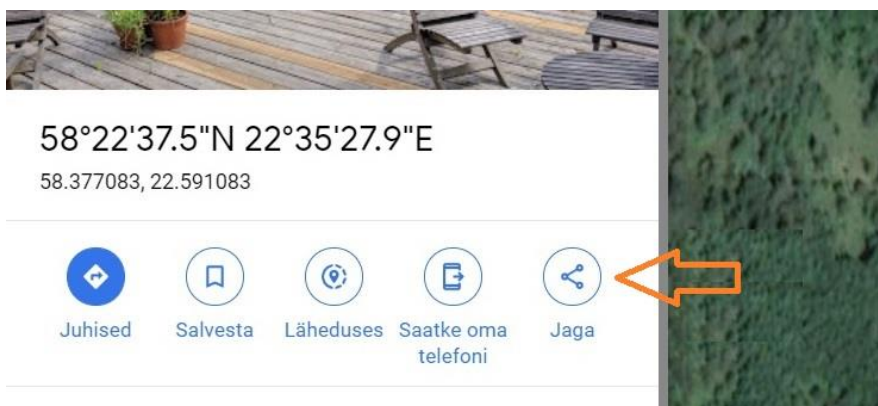 58°22'37.5"N 22°35'27.9"E
58.377083, 22.591083
Juhised Salvesta Läheduses Saatke oma Jaga
telefoni